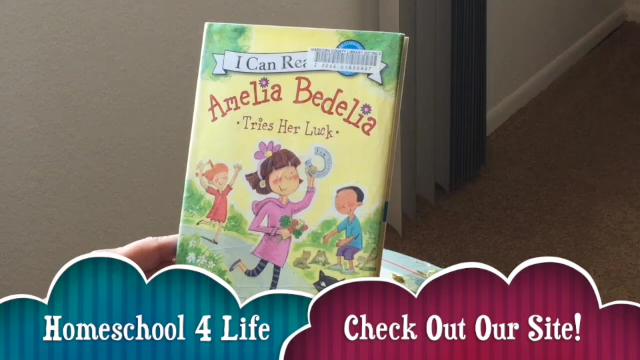 I Can Rea
Amelia Bedelia
• Tries Her Luck •
Homeschool 4 Life
Check Out Our Site!